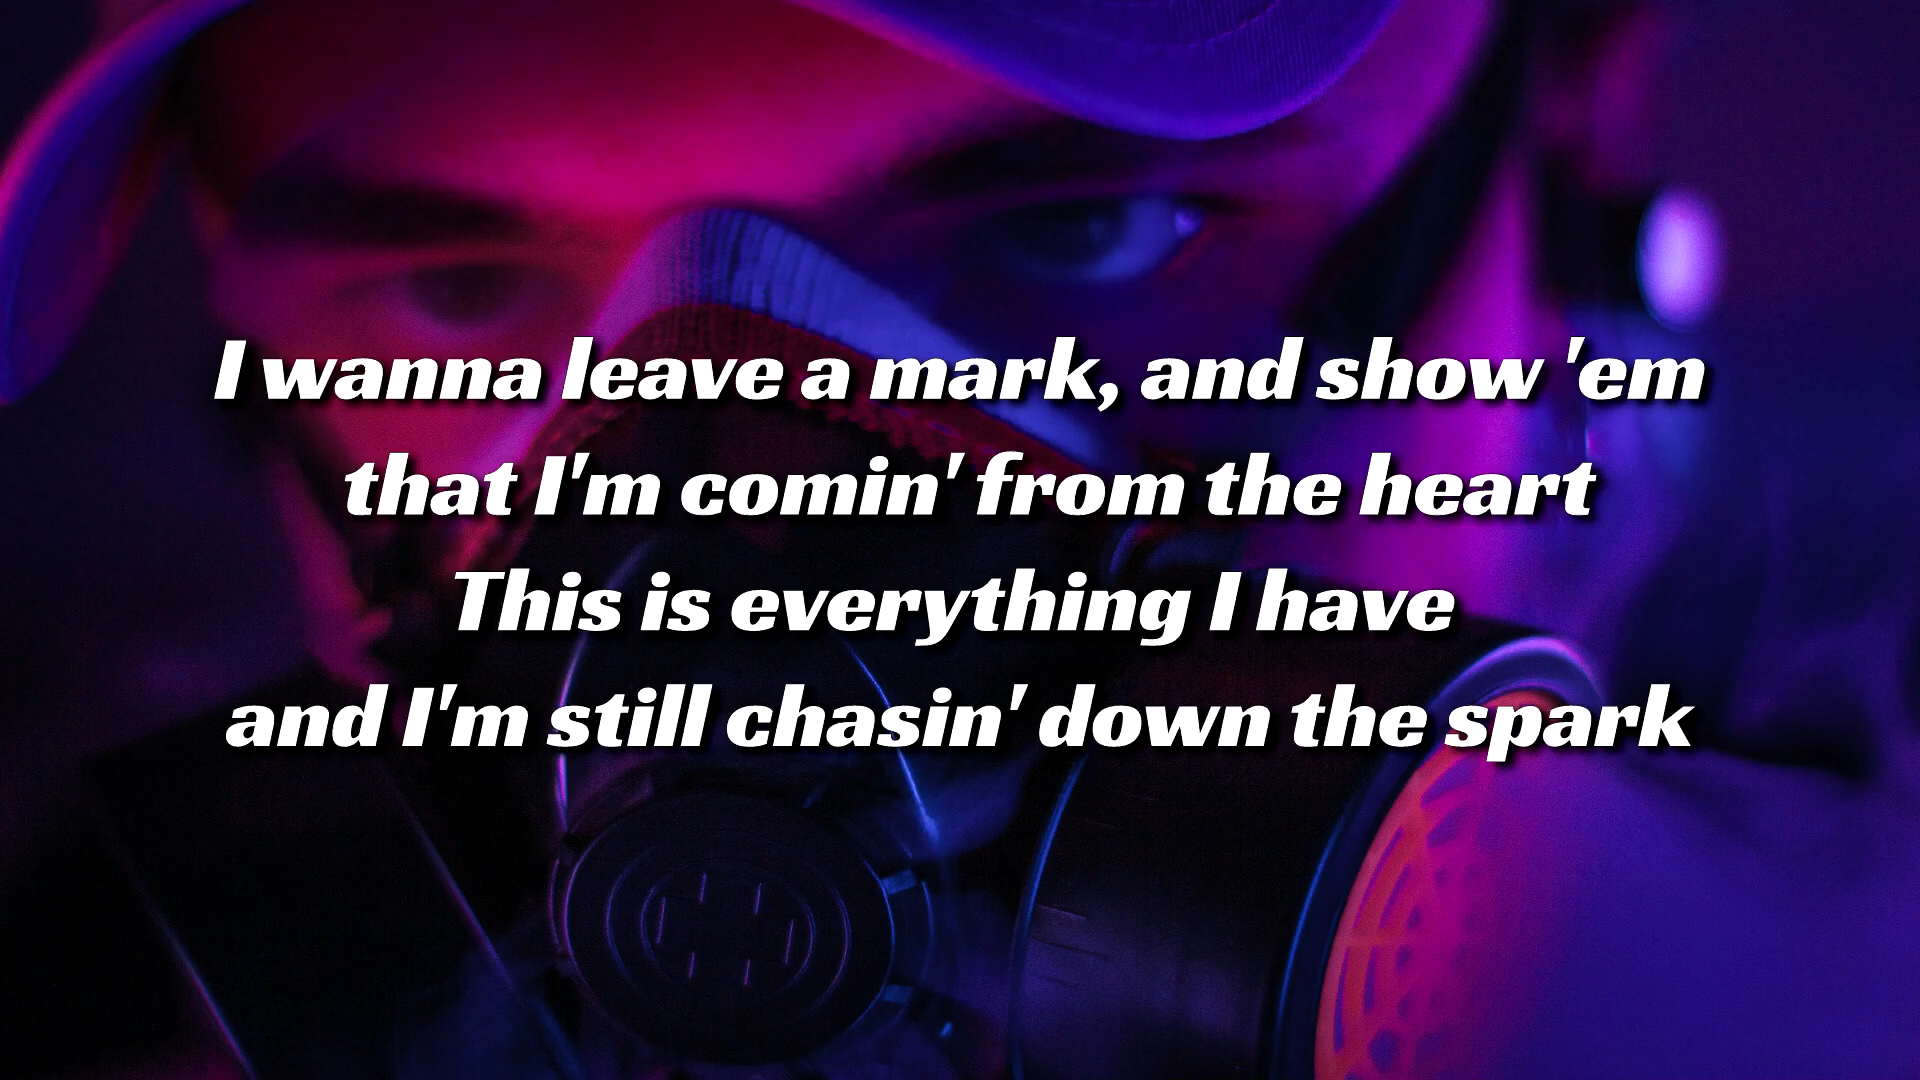 I wanna leave a mark, and show 'em
that I'm comin' from the heart
This is everything I have
and I'm still chasin' down the spark